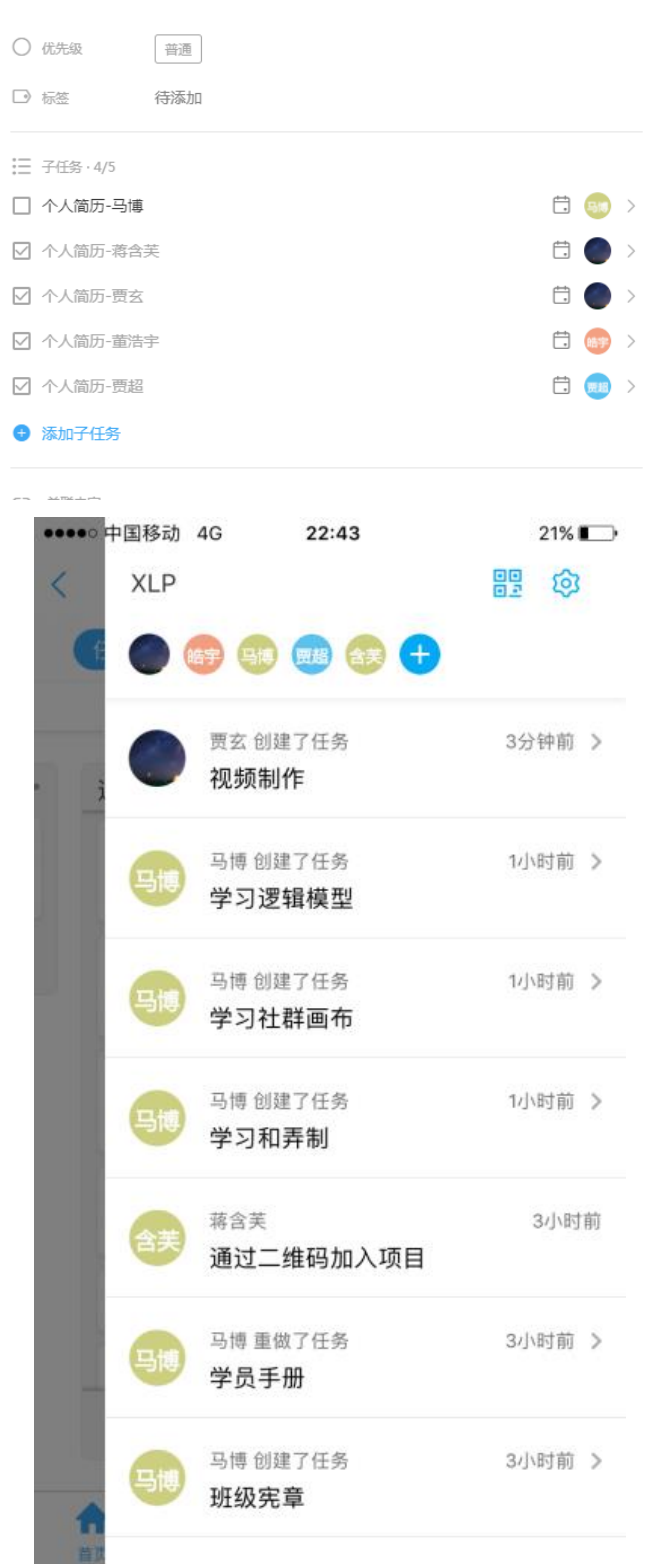 优先级 普通
标签 待添加
子任务 · 4/5
个人简历-马博 马博
个人简历-蒋含芙
个人简历-贾玄
个人简历-董浩宇 皓宇
个人简历-贾超 贾超
添加子任务
中国移动 4G 22:43 21%
XLP
皓宇 马博 贾超 含芙
贾玄 创建了任务 3分钟前
视频制作
马博 马博 创建了任务 1小时前
学习逻辑模型
马博 马博 创建了任务 1小时前
学习社群画布
马博 马博 创建了任务 1小时前
学习和弄制
含芙 蒋含芙 3小时前
通过二维码加入项目
马博 马博 重做了任务 3小时前
学员手册
马博 马博 创建了任务 3小时前
班级宪章